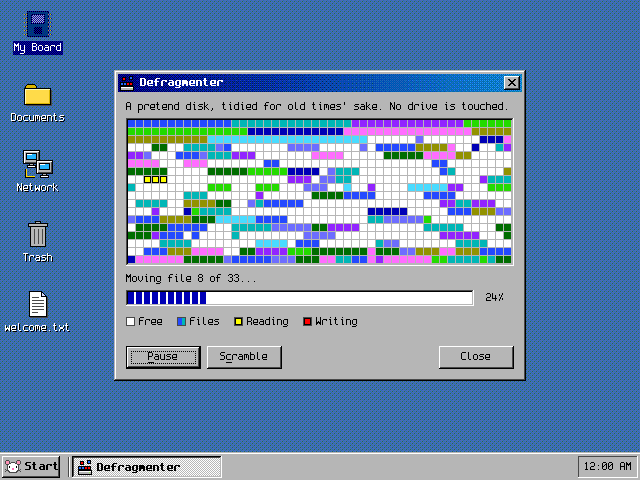 My Board
Documents
Network
Trash
welcome.txt
Defragmenter
A pretend disk, tidied for old times' sake. No drive is touched.
Moving file 8 of 33...
24%
Free Files Reading Writing
Pause Scramble Close
Start Defragmenter 12:00 AM